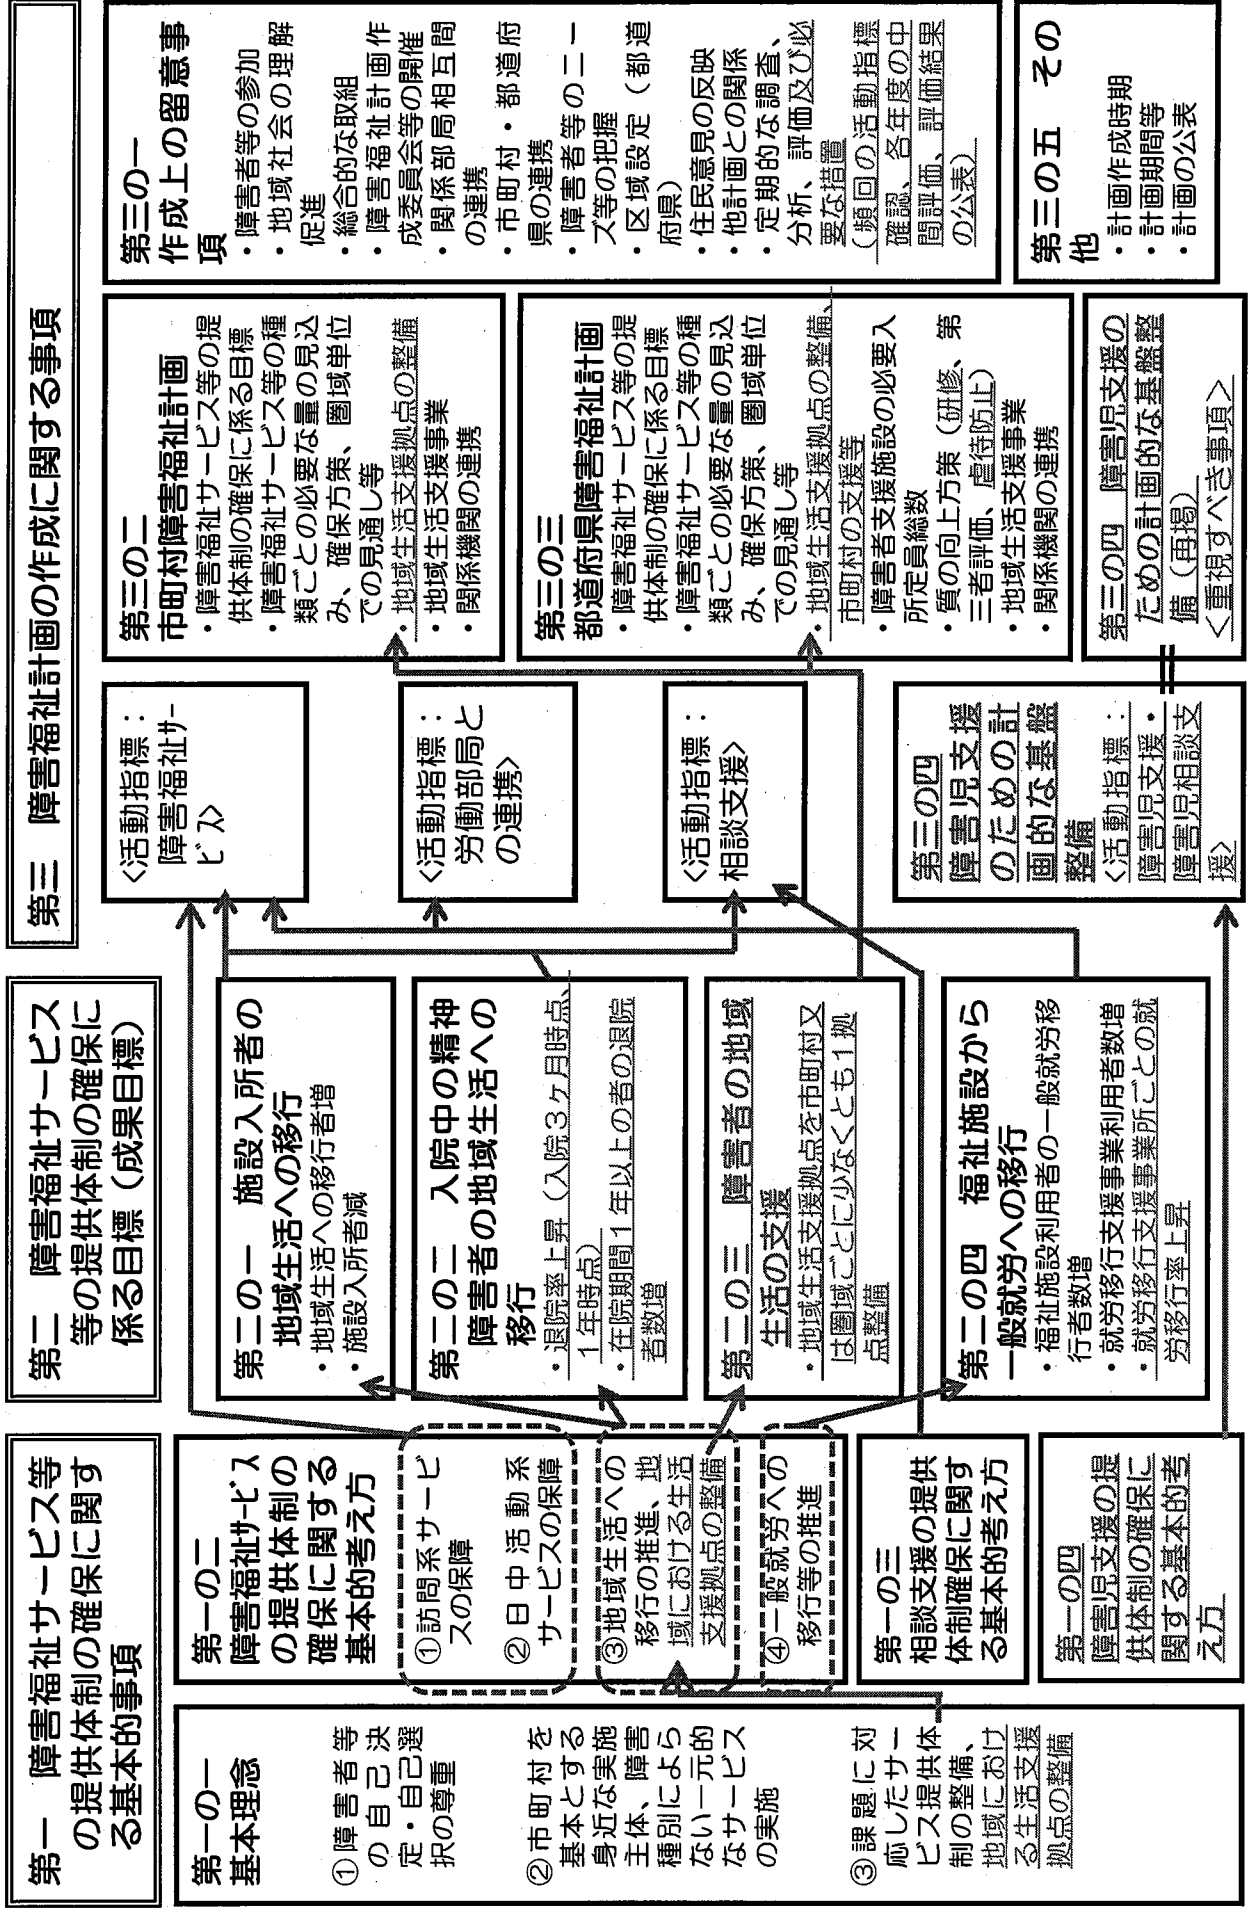 第一　障害福祉サービス等
の提供体制の確保に関す
る基本的事項
第一の一
基本理念
①障害者等
の自己決
定・自己選
択の尊重
②市町村を
基本とする
身近な実施
主体、障害
種別によら
ない一元的
なサービス
の実施
③課題に対
応したサー
ビス提供体
制の整備、
地域におけ
る生活支援
拠点の整備
第一の二
障害福祉サービス
の提供体制の
確保に関する
基本的考え方
①訪問系サービ
スの保障
②日中活動系
サービスの保障
③地域生活への
移行の推進、地
域における生活
支援拠点の整備
④一般就労への
移行等の推進
第一の三
相談支援の提供
体制確保に関す
る基本的考え方
第一の四
障害児支援の提
供体制の確保に
関する基本的考
え方
第二　障害福祉サービス
等の提供体制の確保に
係る目標（成果目標）
第二の一　施設入所者の
地域生活への移行
・地域生活への移行者増
・施設入所者減
第二の二　入院中の精神
障害者の地域生活への
移行
・退院率上昇（入院３ヶ月時点、
１年時点）
・在院期間１年以上の者の退院
者数増
第二の三　障害者の地域
生活の支援
・地域生活支援拠点を市町村又
は圏域ごとに少なくとも１拠
点整備
第二の四　福祉施設から
一般就労への移行
・福祉施設利用者の一般就労移
行者数増
・就労移行支援事業利用者数増
・就労移行支援事業所ごとの就
労移行率上昇
第三　障害福祉計画の作成に関する事項
<活動指標：
障害福祉サー
ビス>
<活動指標：
労働部局と
の連携>
<活動指標：
相談支援>
第三の四
障害児支援
のための計
画的な基盤
整備
<活動指標：
障害児支援・
障害児相談支
援>
第三の二
市町村障害福祉計画
・障害福祉サービス等の提
供体制の確保に係る目標
・障害福祉サービス等の種
類ごとの必要な量の見込
み、確保方策、圏域単位
での見通し等
・地域生活支援拠点の整備
・地域生活支援事業
・関係機関の連携
第三の三
都道府県障害福祉計画
・障害福祉サービス等の提
供体制の確保に係る目標
・障害福祉サービス等の種
類ごとの必要な量の見込
み、確保方策、圏域単位
での見通し等
・地域生活支援拠点の整備、
市町村の支援等
・障害者支援施設の必要入
所定員総数
・質の向上方策（研修、第
三者評価、虐待防止）
・地域生活支援事業
・関係機関の連携
第三の四　障害児支援の
ための計画的な基盤整
備（再掲）
<重視すべき事項>
第三の一
作成上の留意事
項
・障害者等の参加
・地域社会の理解
促進
・総合的な取組
・障害福祉計画作
成委員会等の開催
・関係部局相互間
の連携
・市町村・都道府
県の連携
・障害者等のニー
ズ等の把握
・区域設定（都道
府県）
・住民意見の反映
・他計画との関係
・定期的な調査、
分析、評価及び必
要な措置
（頻回の活動指標
確認、各年度の中
間評価、評価結果
の公表）
第三の五　その
他
・計画作成時期
・計画期間等
・計画の公表